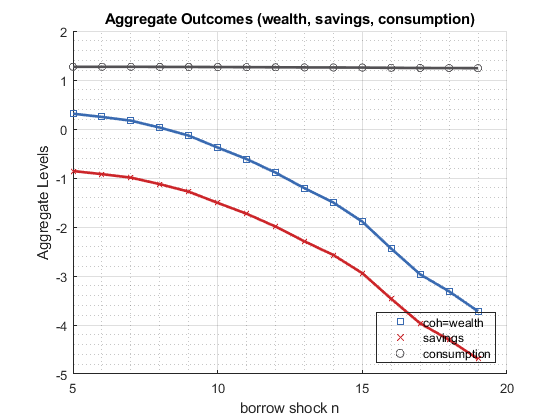 Aggregate Outcomes (wealth, savings, consumption)
2
1
0
-1
-2
-3
-4
-5
Aggregate Levels
coh=wealth
savings
consumption
5
10
15
20
borrow shock n